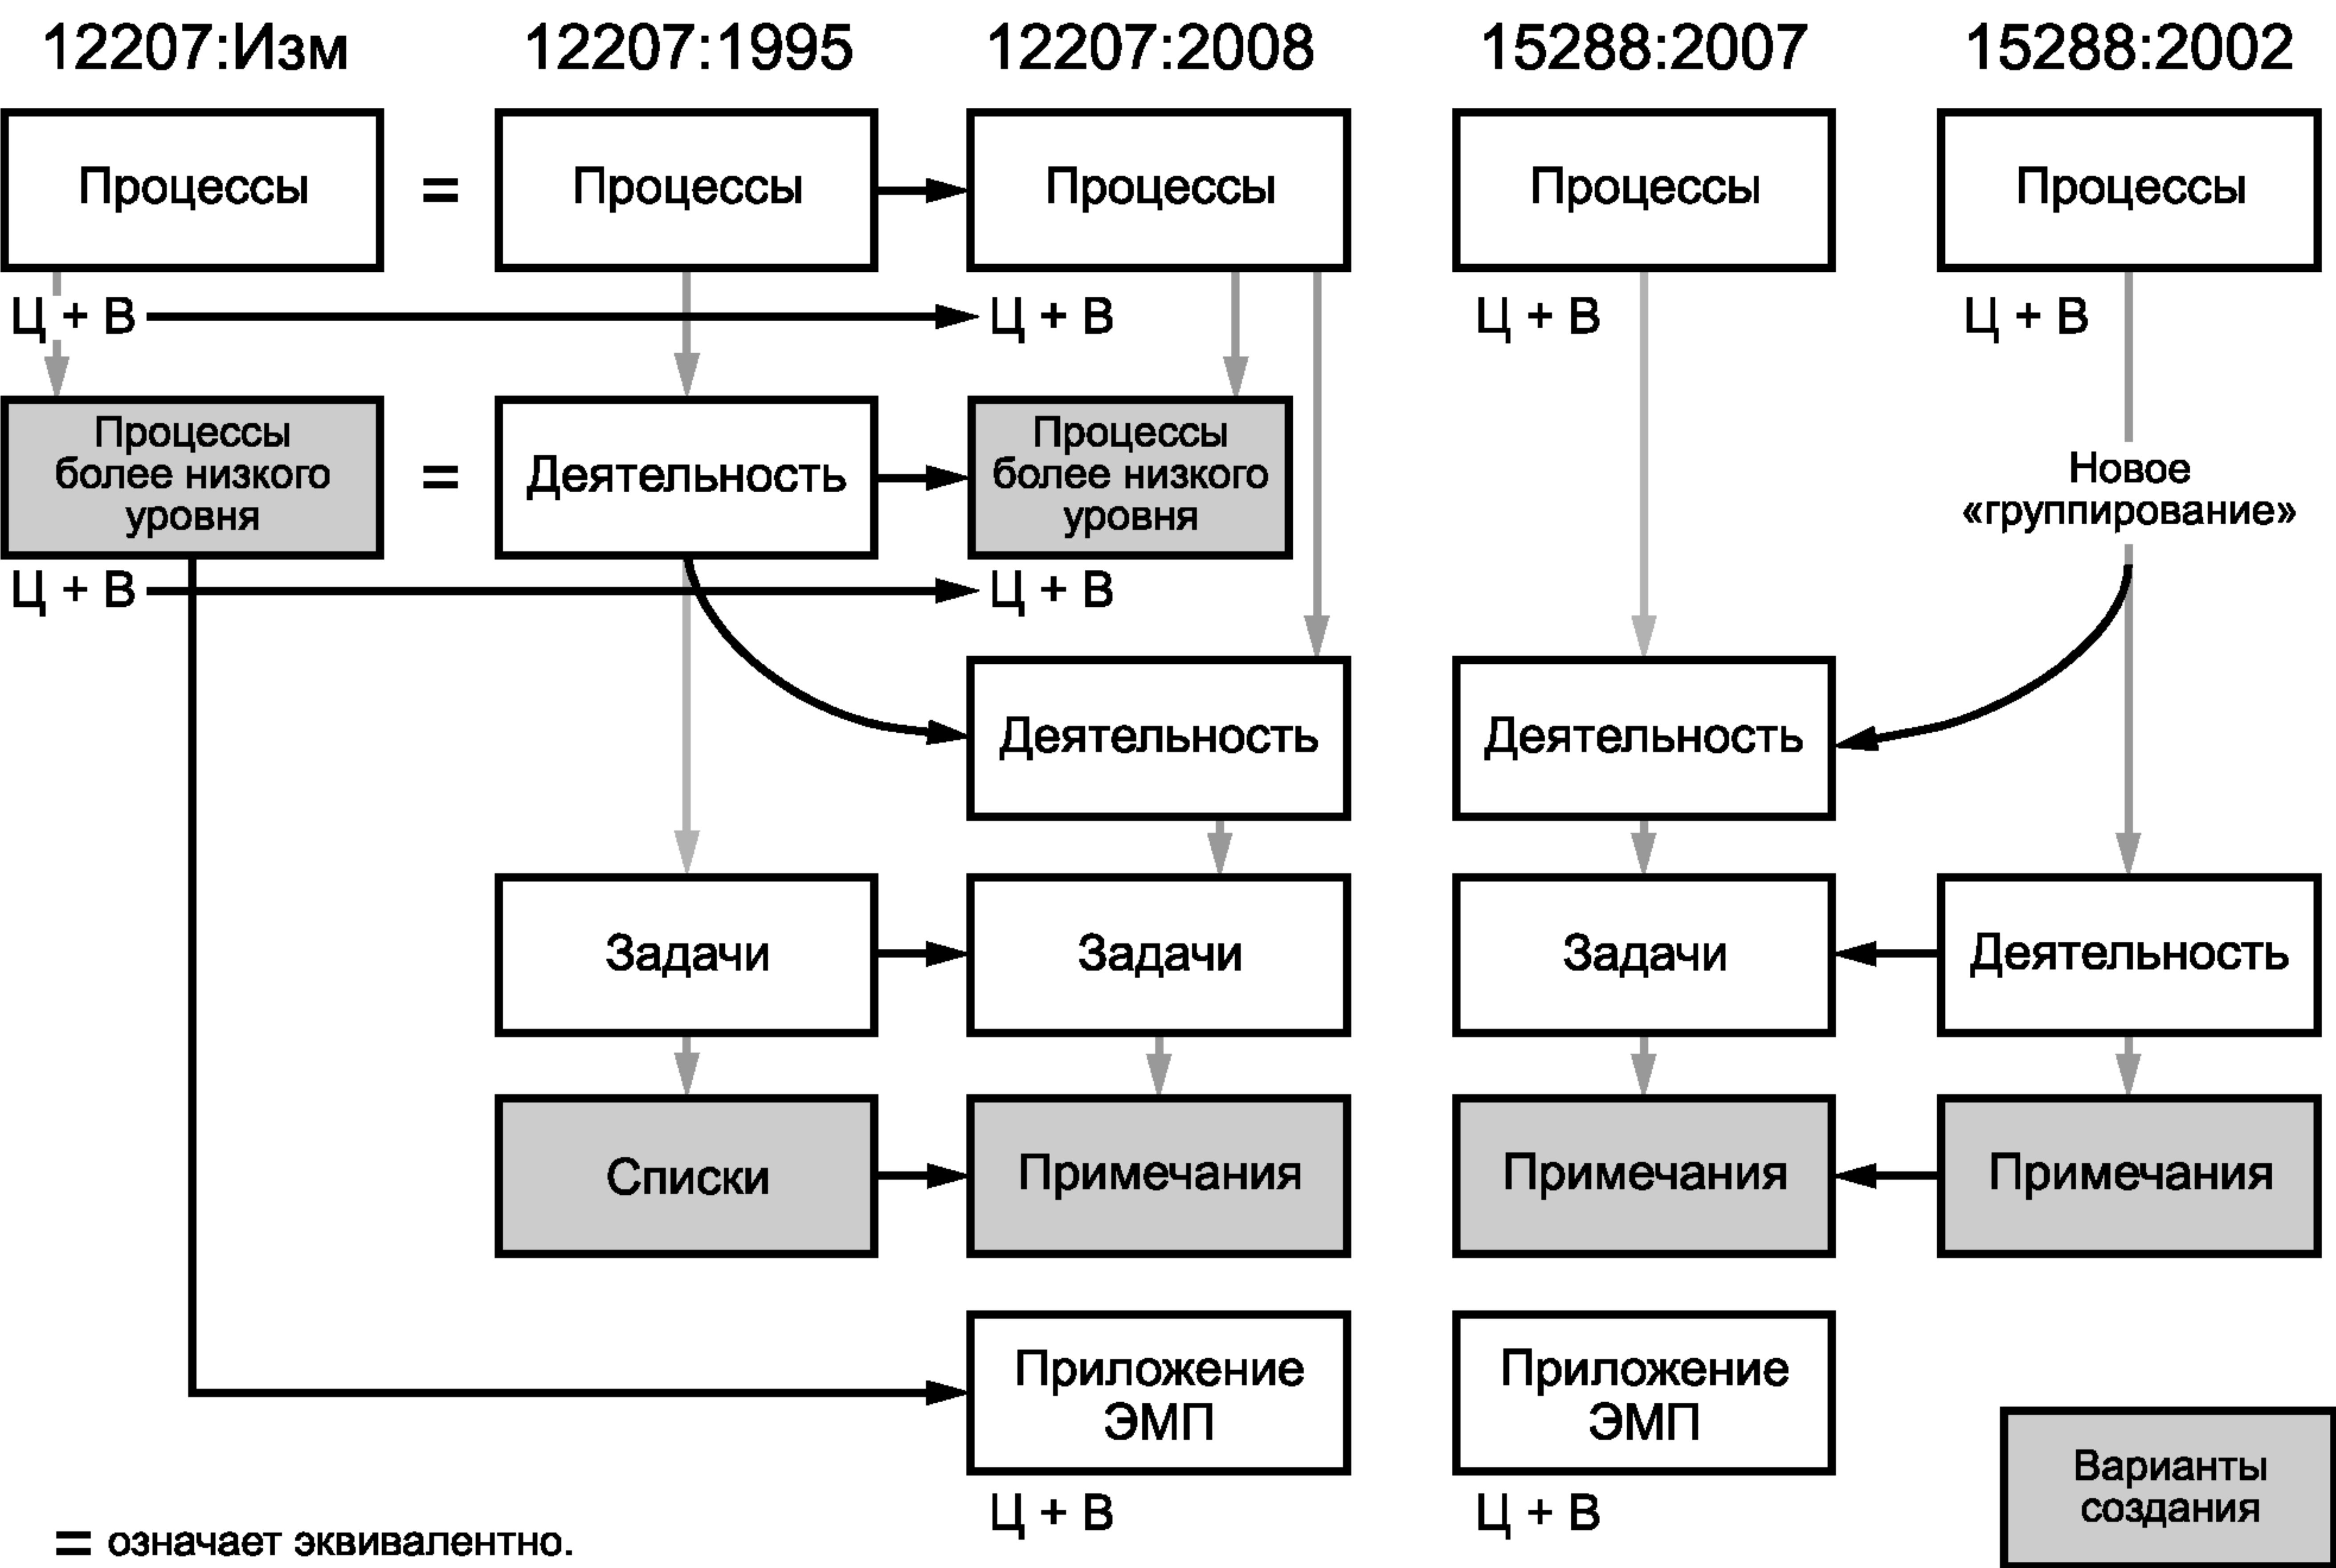 12207:Изм 12207:1995 12207:2008 15288:2007 15288:2002
Процессы = Процессы Процессы Процессы Процессы
Ц + В Ц + В Ц + В Ц + В
Процессы
более низкого
уровня
=
Деятельность
Процессы
более низкого
уровня
Новое
«группирование»
Ц + В Ц + В
Деятельность Деятельность
Задачи Задачи Задачи Деятельность
Списки Примечания Примечания Примечания
Приложение
ЭМП
Приложение
ЭМП
Ц + В Ц + В
Варианты
создания
= означает эквивалентно.